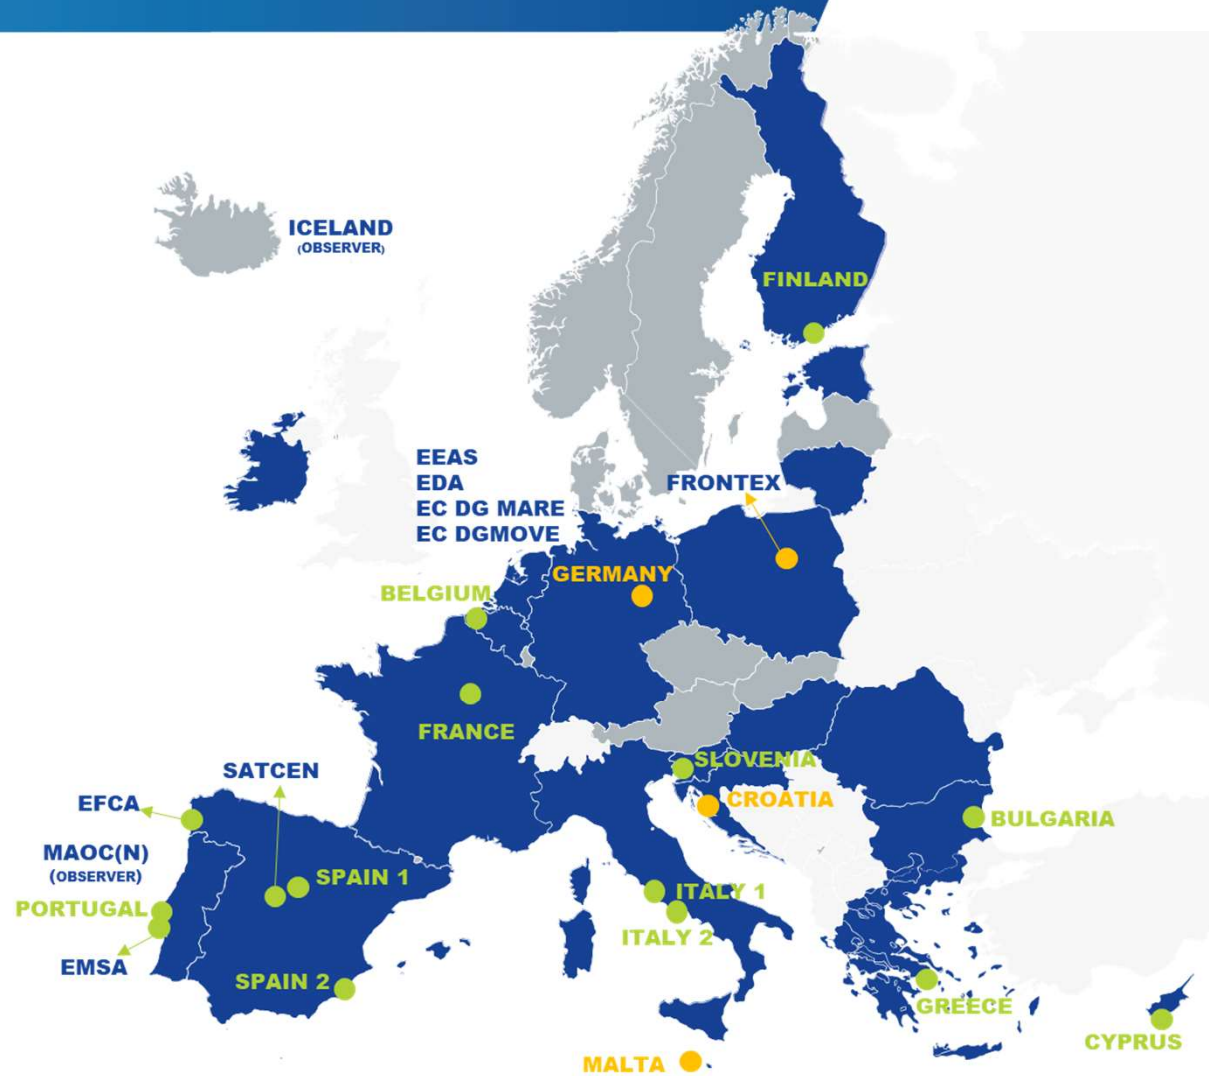 ICELAND
(OBSERVER)
FINLAND
EEAS
EDA
EC DG MARE
EC DGMOVE
FRONTEX
GERMANY
BELGIUM
FRANCE
SLOVENIA
SATCEN
EFCA
CROATIA
BULGARIA
MAOC(N)
(OBSERVER)
SPAIN 1
ITALY 1
PORTUGAL
ITALY 2
EMSA
SPAIN 2
GREECE
CYPRUS
MALTA